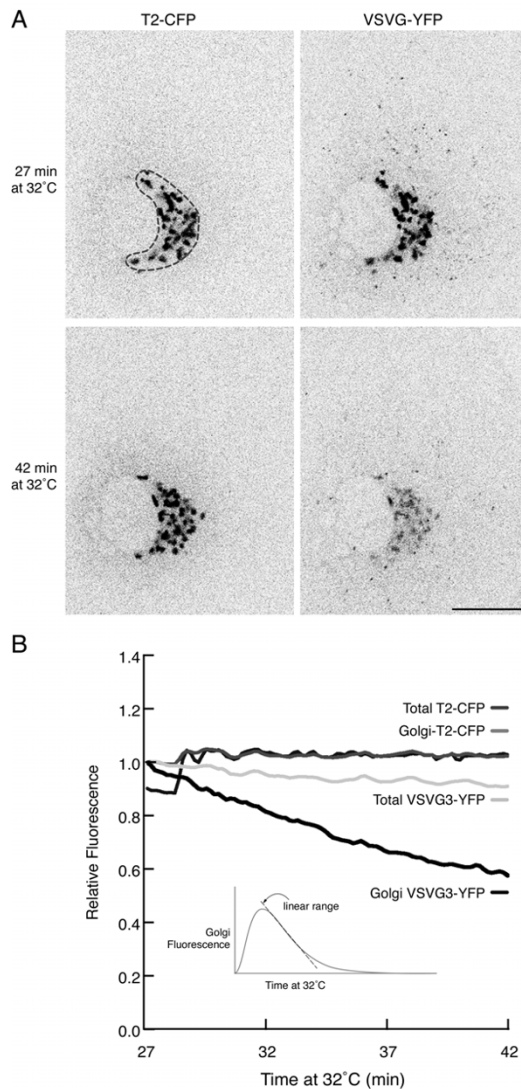 A
T2-CFP
VSVG-YFP
27 min
at 32˚C
42 min
at 32˚C
B
1.4
1.2
1.0
0.8
0.6
0.4
0.2
0.0
Relative Fluorescence
Total T2-CFP
Golgi-T2-CFP
Total VSVG3-YFP
Golgi VSVG3-YFP
linear range
Golgi
Fluorescence
Time at 32˚C
27
32
37
42
Time at 32˚C (min)